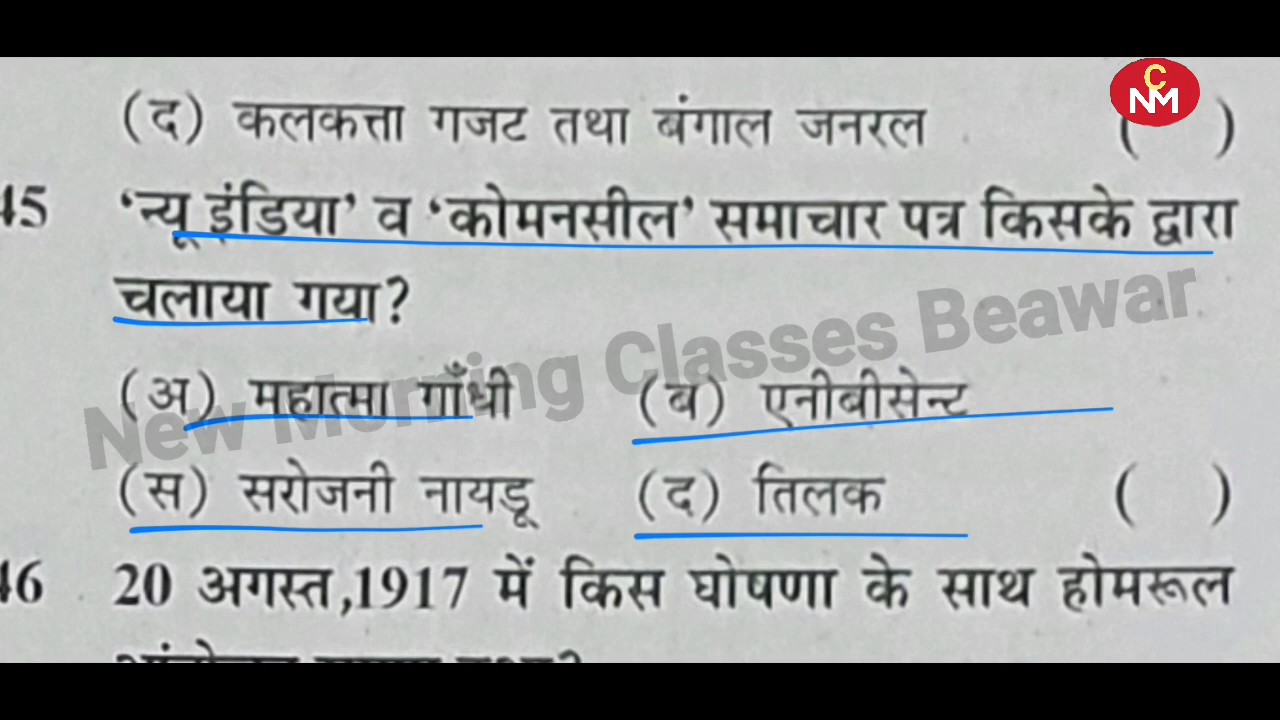 C
NM
(द) कलकत्ता गजट तथा बंगाल जनरल ( )
45 ‘न्यू इंडिया’ व ‘कोमनसील’ समाचार पत्र किसके द्वारा
चलाया गया?
(अ) महात्मा गाँधी (ब) एनीबीसेन्ट
(स) सरोजनी नायडू (द) तिलक ( )
New Morning Classes Beawar
46 20 अगस्त,1917 में किस घोषणा के साथ होमरूल